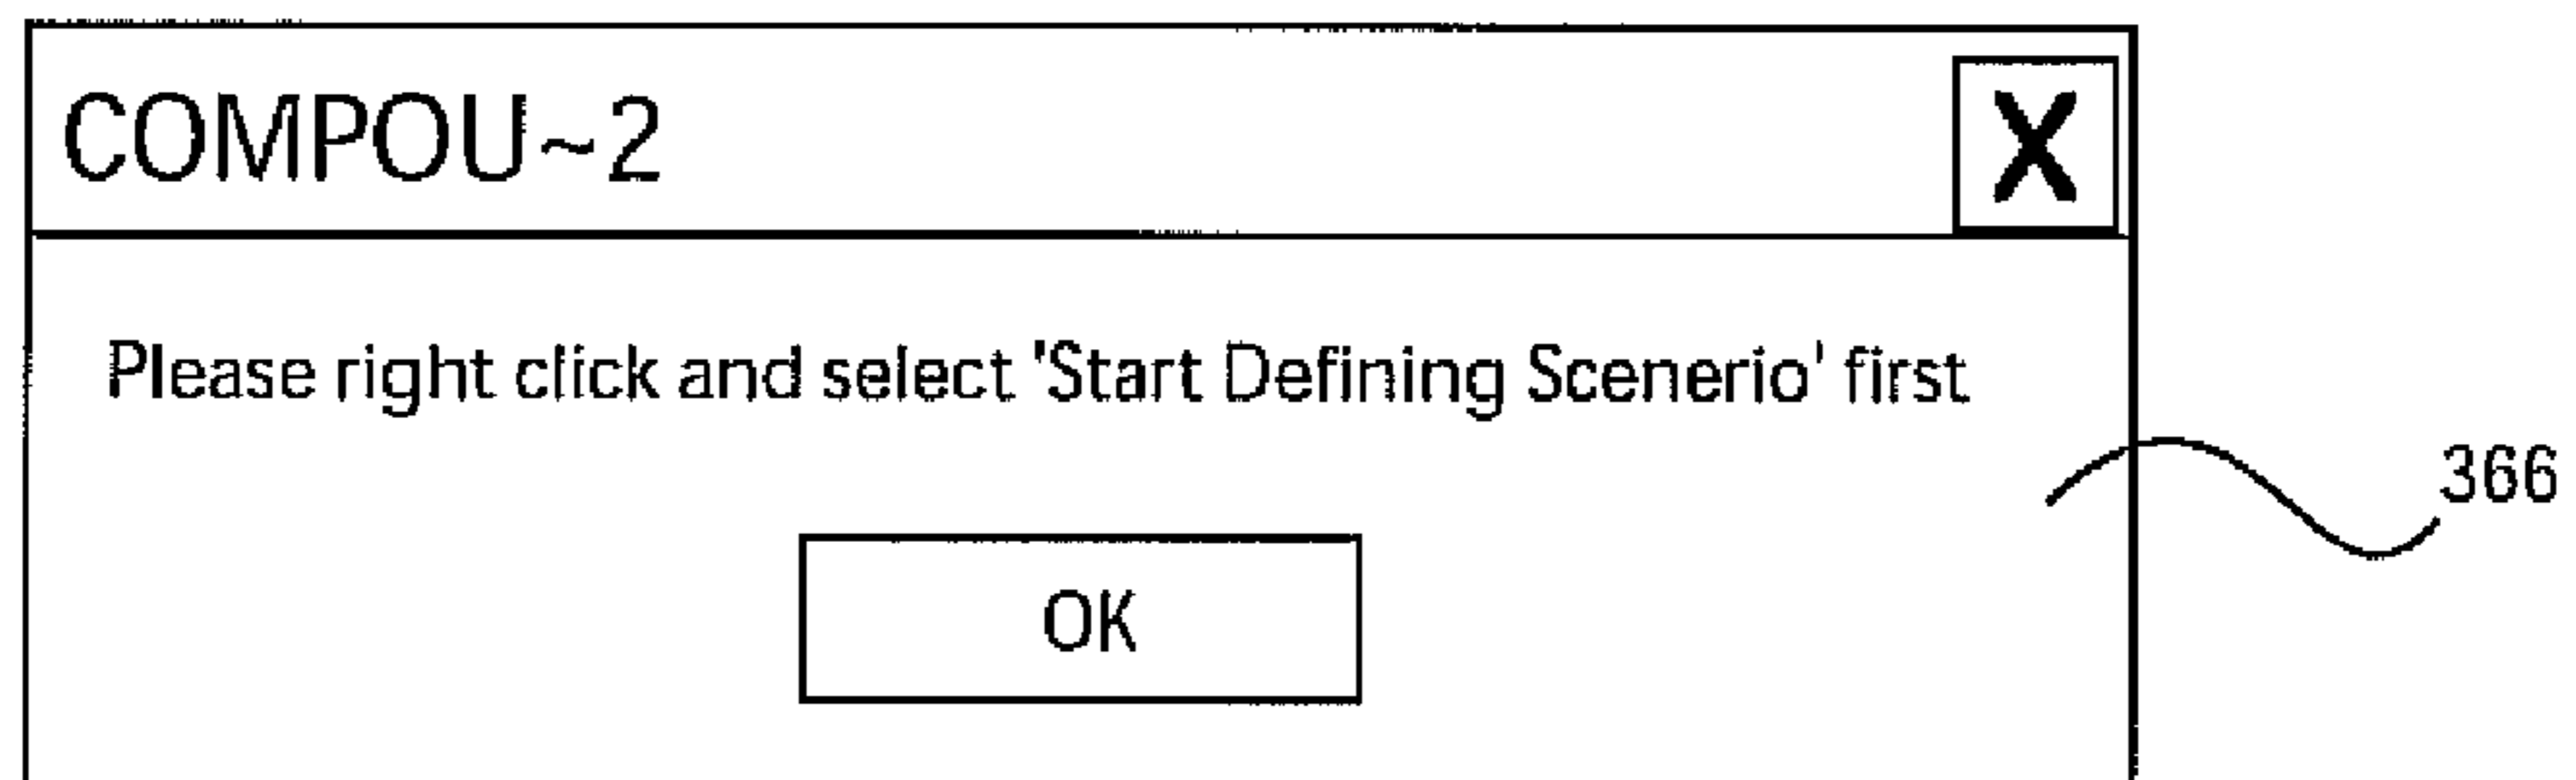 COMPOU~2 X
Please right click and select 'Start Defining Scenerio' first
366
OK